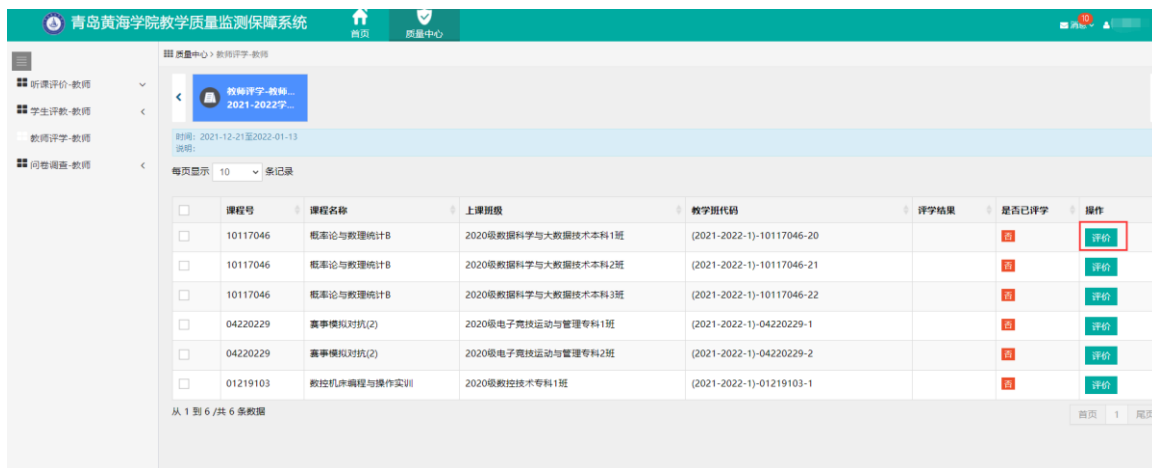 青岛黄海学院教学质量监测保障系统
首页
质量中心
10
质量中心 > 教师评学-教师
听课评价-教师
学生评教-教师
教师评学-教师
问卷调查-教师
教师评学-教师...
2021-2022学...
时间: 2021-12-21至2022-01-13
说明:
每页显示 10 条记录
课程号 课程名称 上课班级 教学班代码 评学结果 是否已评学 操作
10117046 概率论与数理统计B 2020级数据科学与大数据技术本科1班 (2021-2022-1)-10117046-20 否 评价
10117046 概率论与数理统计B 2020级数据科学与大数据技术本科2班 (2021-2022-1)-10117046-21 否 评价
10117046 概率论与数理统计B 2020级数据科学与大数据技术本科3班 (2021-2022-1)-10117046-22 否 评价
04220229 赛事模拟对抗(2) 2020级电子竞技运动与管理专科1班 (2021-2022-1)-04220229-1 否 评价
04220229 赛事模拟对抗(2) 2020级电子竞技运动与管理专科2班 (2021-2022-1)-04220229-2 否 评价
01219103 数控机床编程与操作实训 2020级数控技术专科1班 (2021-2022-1)-01219103-1 否 评价
从 1 到 6 /共 6 条数据
首页 1 尾页